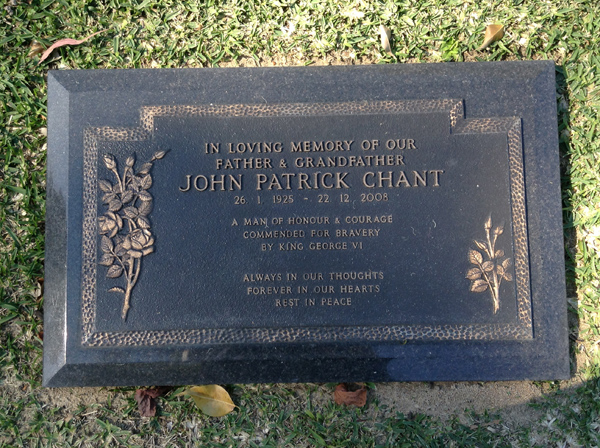 IN LOVING MEMORY OF OUR
FATHER & GRANDFATHER
JOHN PATRICK CHANT
26. 1. 1925 - 22. 12. 2008
A MAN OF HONOUR & COURAGE
COMMENDED FOR BRAVERY
BY KING GEORGE VI
ALWAYS IN OUR THOUGHTS
FOREVER IN OUR HEARTS
REST IN PEACE